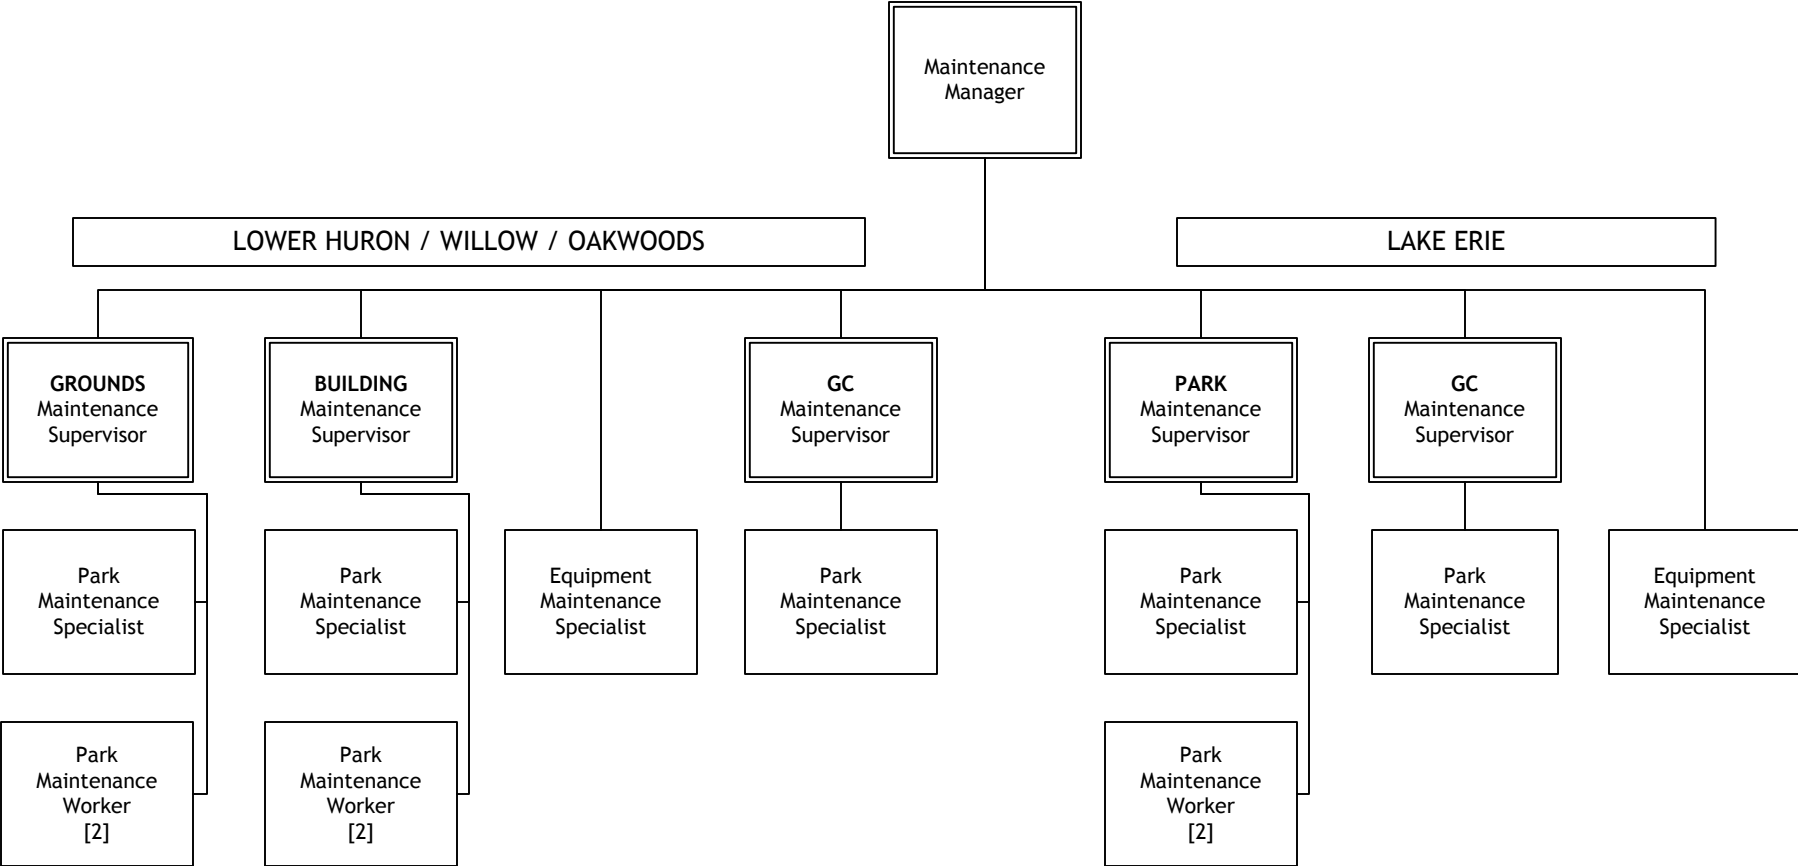 Maintenance
Manager
LOWER HURON / WILLOW / OAKWOODS
LAKE ERIE
GROUNDS
Maintenance
Supervisor
BUILDING
Maintenance
Supervisor
GC
Maintenance
Supervisor
PARK
Maintenance
Supervisor
GC
Maintenance
Supervisor
Park
Maintenance
Specialist
Park
Maintenance
Specialist
Equipment
Maintenance
Specialist
Park
Maintenance
Specialist
Park
Maintenance
Specialist
Park
Maintenance
Specialist
Equipment
Maintenance
Specialist
Park
Maintenance
Worker
[2]
Park
Maintenance
Worker
[2]
Park
Maintenance
Worker
[2]